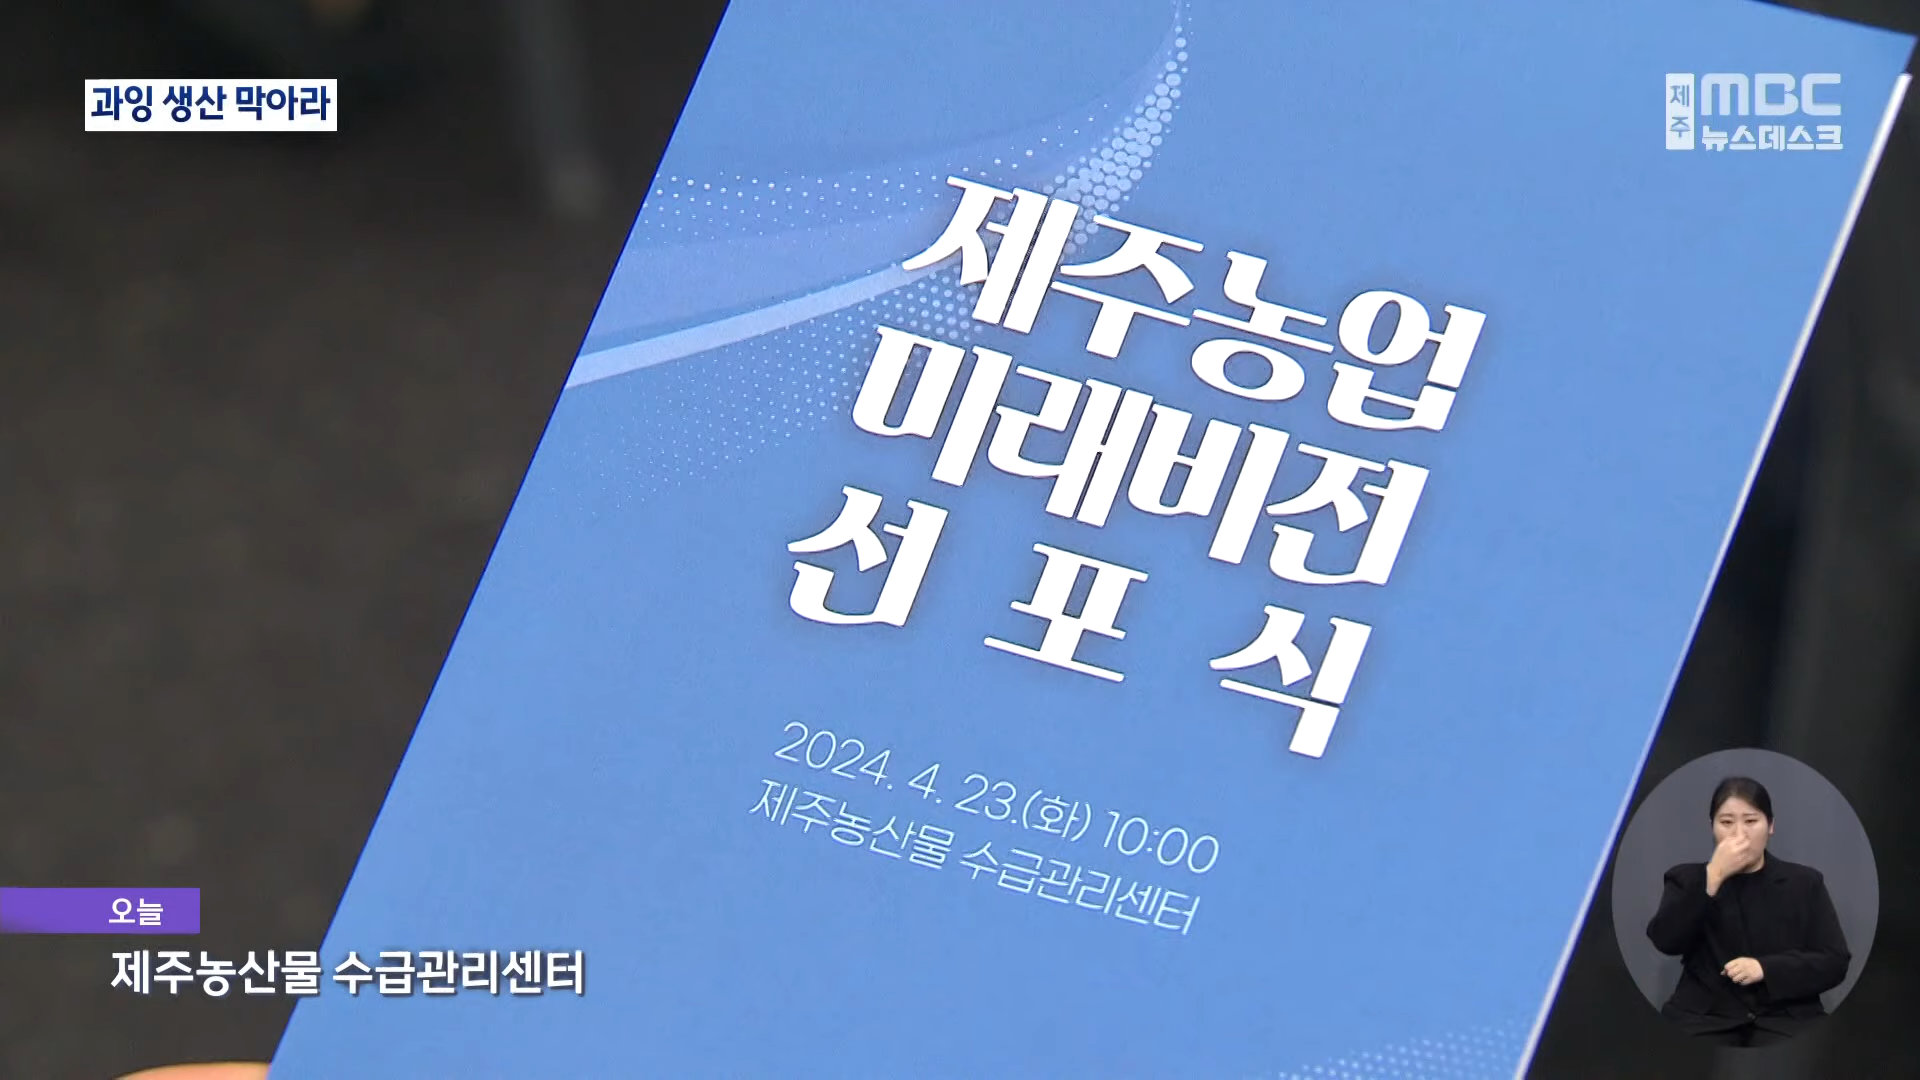 과잉 생산 막아라
제주
MBC
뉴스데스크
제주농업
미래비전
선포식
2024. 4. 23.(화) 10:00
제주농산물 수급관리센터
오늘
제주농산물 수급관리센터